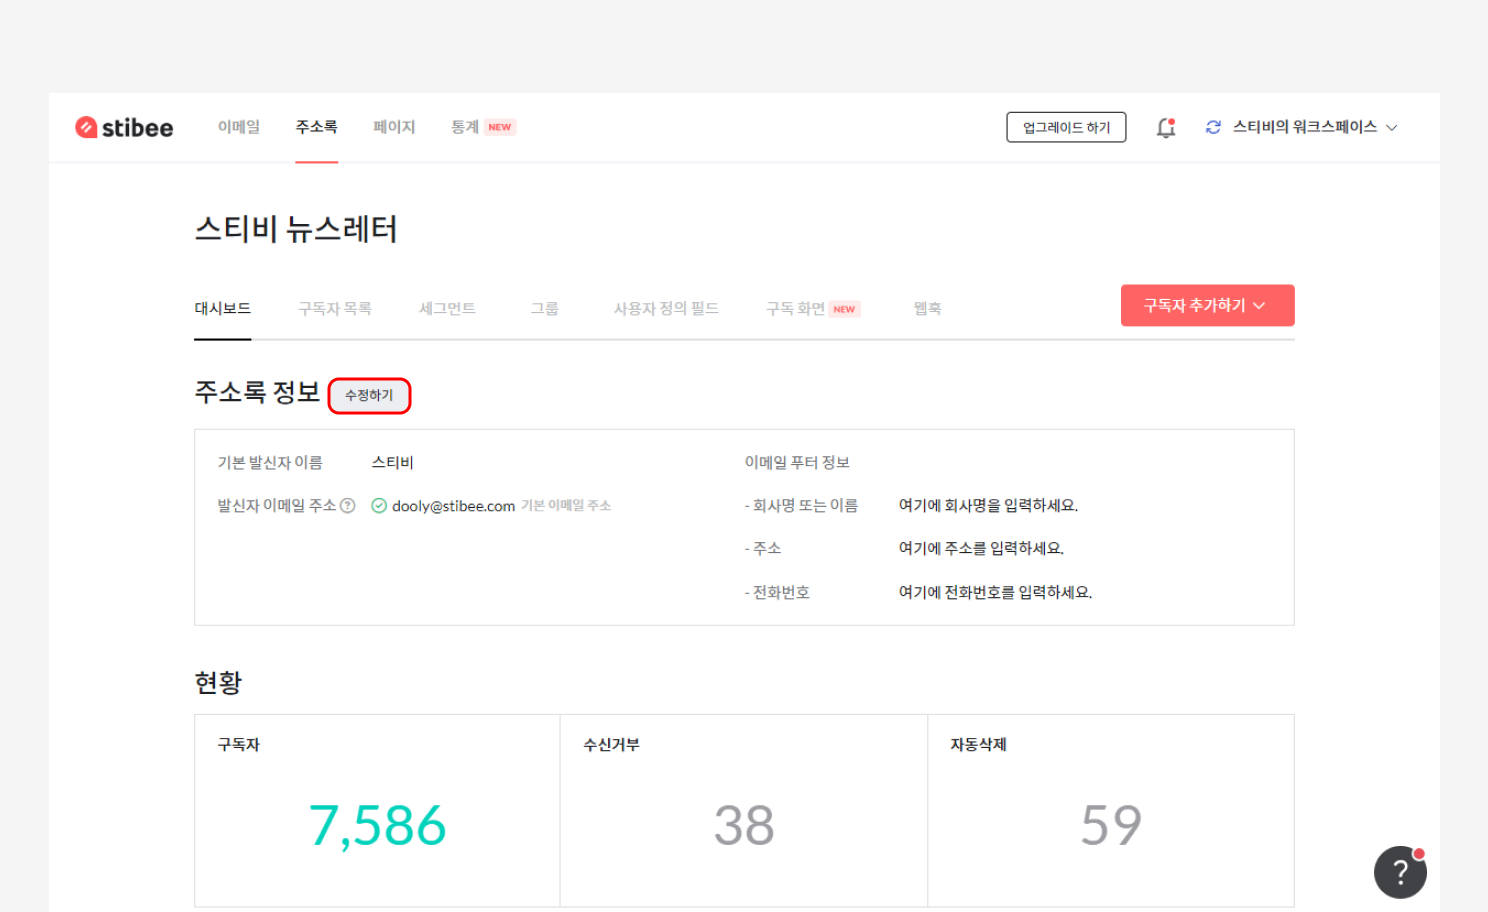 stibee 이메일 주소록 페이지 통계 NEW 업그레이드 하기 스티비의 워크스페이스
스티비 뉴스레터
대시보드 구독자 목록 세그먼트 그룹 사용자 정의 필드 구독 화면 NEW 웹훅 구독자 추가하기
주소록 정보 수정하기
기본 발신자 이름 스티비 이메일 푸터 정보
발신자 이메일 주소 ? dooly@stibee.com 기본 이메일 주소 - 회사명 또는 이름 여기에 회사명을 입력하세요.
- 주소 여기에 주소를 입력하세요.
- 전화번호 여기에 전화번호를 입력하세요.
현황
구독자 수신거부 자동삭제
7,586 38 59
?